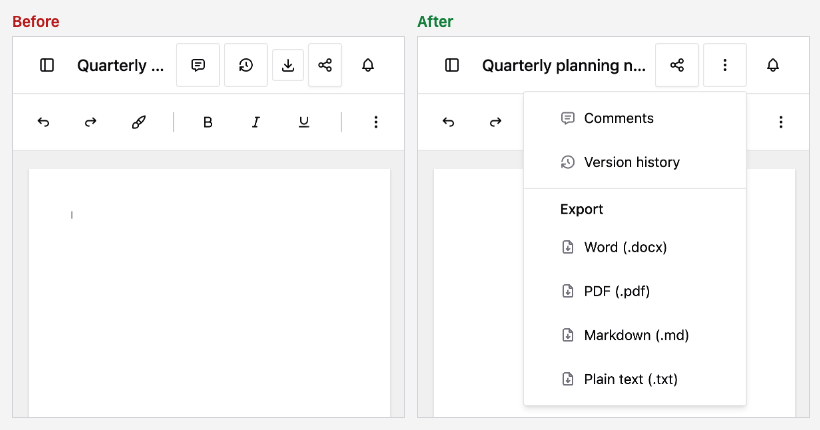 Before
After
Quarterly ...
Quarterly planning n...
B I U
Comments
Version history
Export
Word (.docx)
PDF (.pdf)
Markdown (.md)
Plain text (.txt)